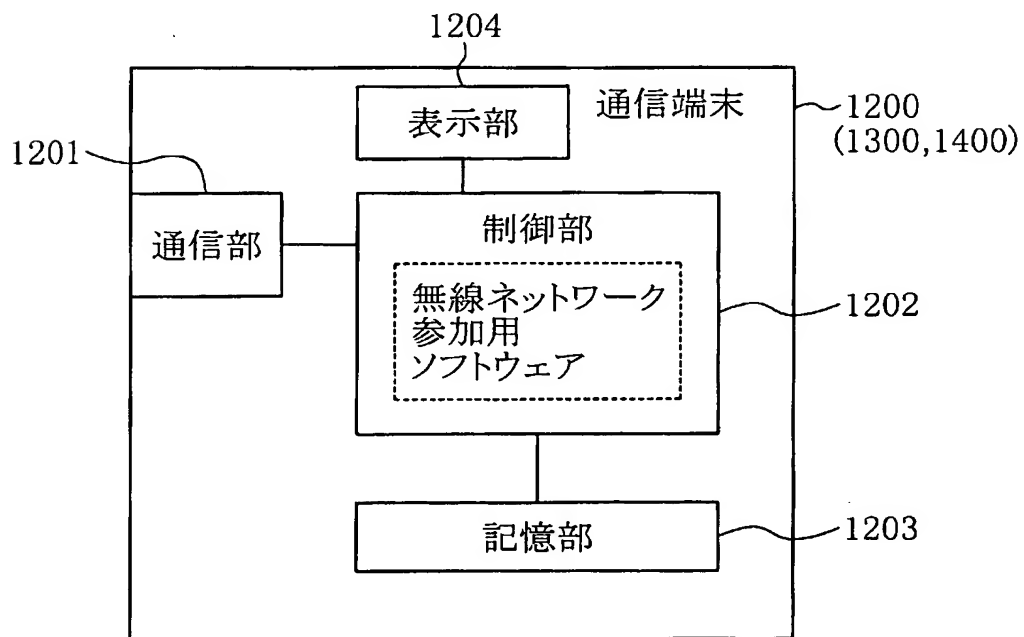 1204
通信端末
1200
(1300,1400)
表示部
1201
通信部
制御部
無線ネットワーク
参加用
ソフトウェア
1202
記憶部
1203